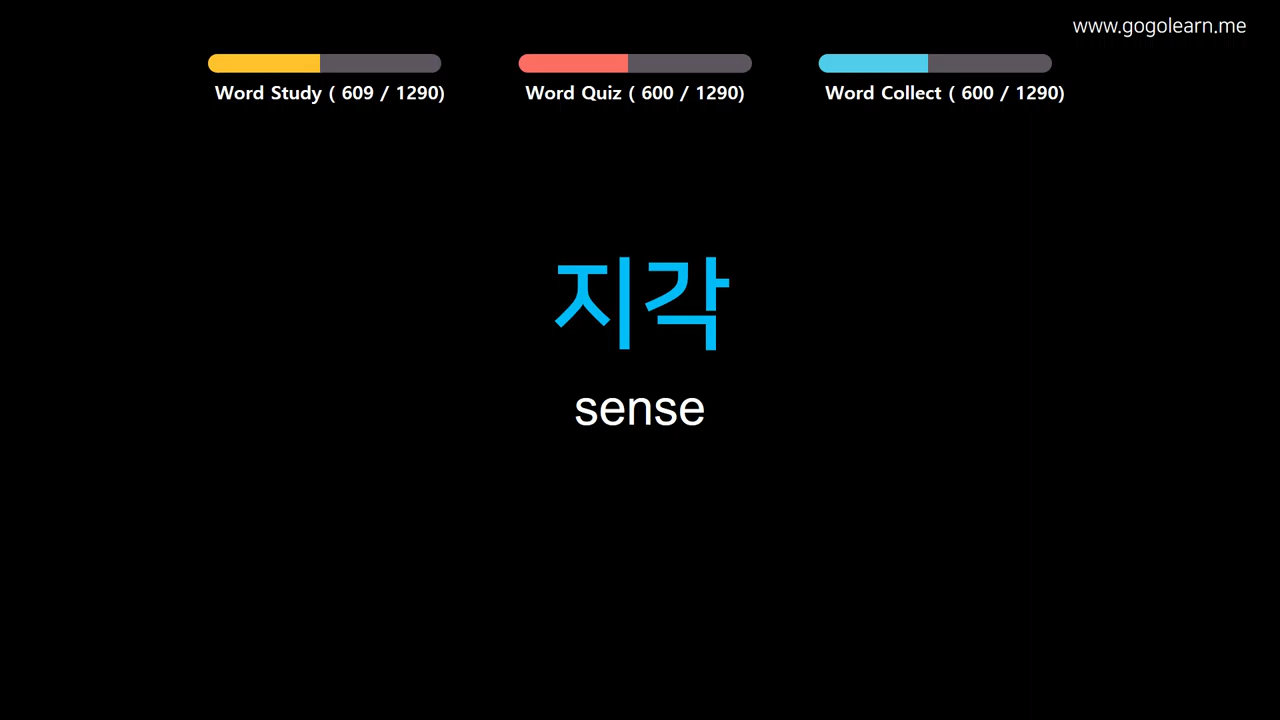 www.gogolearn.me
Word Study ( 609 / 1290)
Word Quiz ( 600 / 1290)
Word Collect ( 600 / 1290)
지각
sense